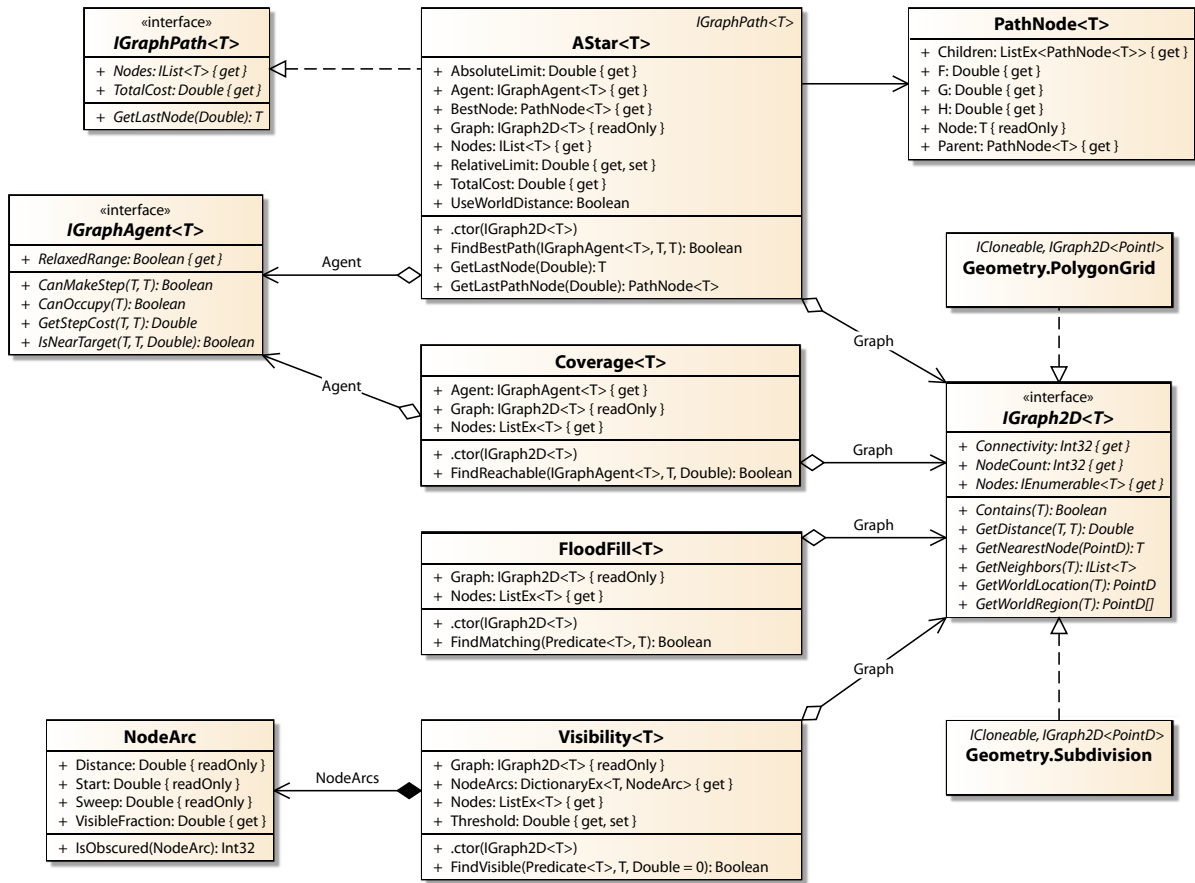 «interface»
IGraphPath<T>
+ Nodes: IList<T> { get }
+ TotalCost: Double { get }
+ GetLastNode(Double): T
IGraphPath<T>
AStar<T>
+ AbsoluteLimit: Double { get }
+ Agent: IGraphAgent<T> { get }
+ BestNode: PathNode<T> { get }
+ Graph: IGraph2D<T> { readOnly }
+ Nodes: IList<T> { get }
+ RelativeLimit: Double { get, set }
+ TotalCost: Double { get }
+ UseWorldDistance: Boolean
+ .ctor(IGraph2D<T>)
+ FindBestPath(IGraphAgent<T>, T, T): Boolean
+ GetLastNode(Double): T
+ GetLastPathNode(Double): PathNode<T>
PathNode<T>
+ Children: ListEx<PathNode<T>> { get }
+ F: Double { get }
+ G: Double { get }
+ H: Double { get }
+ Node: T { readOnly }
+ Parent: PathNode<T> { get }
«interface»
IGraphAgent<T>
+ RelaxedRange: Boolean { get }
+ CanMakeStep(T, T): Boolean
+ CanOccupy(T): Boolean
+ GetStepCost(T, T): Double
+ IsNearTarget(T, T, Double): Boolean
Agent
Agent
ICloneable, IGraph2D<PointI>
Geometry.PolygonGrid
Graph
Coverage<T>
+ Agent: IGraphAgent<T> { get }
+ Graph: IGraph2D<T> { readOnly }
+ Nodes: ListEx<T> { get }
+ .ctor(IGraph2D<T>)
+ FindReachable(IGraphAgent<T>, T, Double): Boolean
Graph
«interface»
IGraph2D<T>
+ Connectivity: Int32 { get }
+ NodeCount: Int32 { get }
+ Nodes: IEnumerable<T> { get }
+ Contains(T): Boolean
+ GetDistance(T, T): Double
+ GetNearestNode(PointD): T
+ GetNeighbors(T): IList<T>
+ GetWorldLocation(T): PointD
+ GetWorldRegion(T): PointD[]
Graph
FloodFill<T>
+ Graph: IGraph2D<T> { readOnly }
+ Nodes: ListEx<T> { get }
+ .ctor(IGraph2D<T>)
+ FindMatching(Predicate<T>, T): Boolean
Graph
NodeArc
+ Distance: Double { readOnly }
+ Start: Double { readOnly }
+ Sweep: Double { readOnly }
+ VisibleFraction: Double { get }
+ IsObscured(NodeArc): Int32
NodeArcs
Visibility<T>
+ Graph: IGraph2D<T> { readOnly }
+ NodeArcs: DictionaryEx<T, NodeArc> { get }
+ Nodes: ListEx<T> { get }
+ Threshold: Double { get, set }
+ .ctor(IGraph2D<T>)
+ FindVisible(Predicate<T>, T, Double = 0): Boolean
ICloneable, IGraph2D<PointD>
Geometry.Subdivision